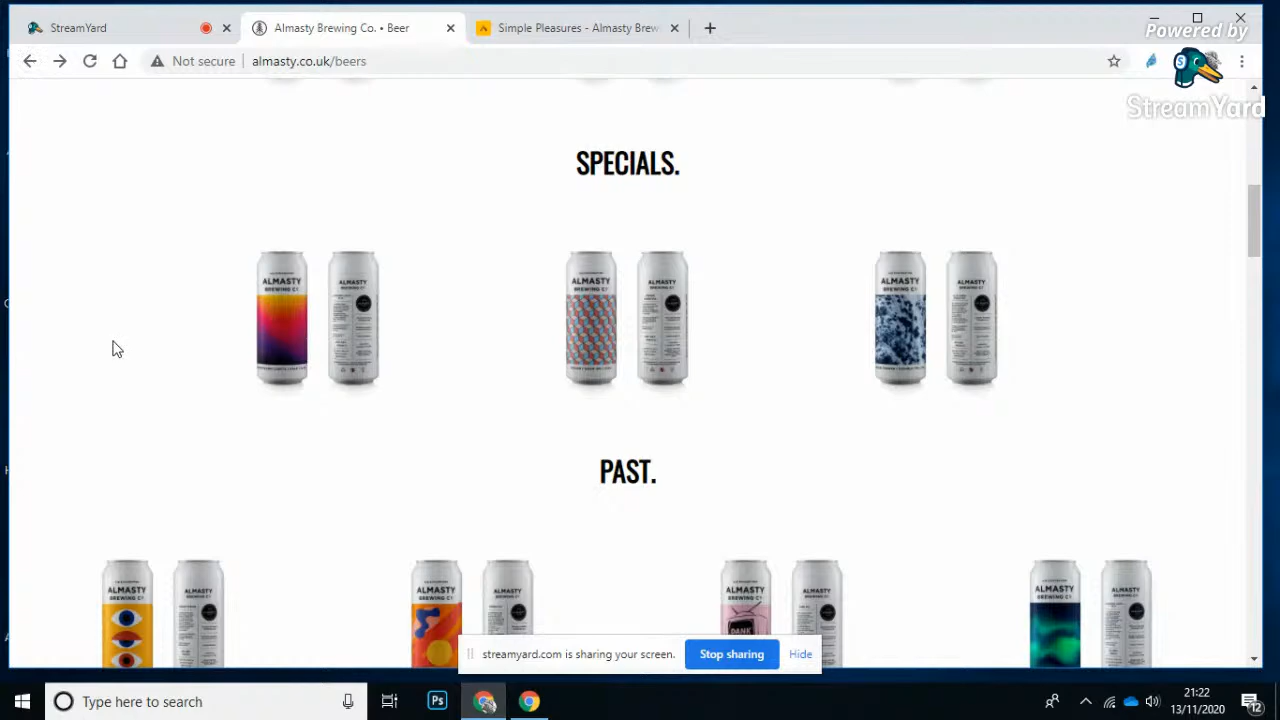 StreamYard
Almasty Brewing Co. • Beer
Simple Pleasures - Almasty Brew
Powered by
StreamYard
Not secure
almasty.co.uk/beers
SPECIALS.
ALMASTY
BREWING CO
ALMASTY
BREWING CO
ALMASTY
BREWING CO
ALMASTY
BREWING CO
ALMASTY
BREWING CO
ALMASTY
BREWING CO
PAST.
ALMASTY
BREWING CO
ALMASTY
BREWING CO
ALMASTY
BREWING CO
ALMASTY
BREWING CO
ALMASTY
BREWING CO
ALMASTY
BREWING CO
ALMASTY
BREWING CO
ALMASTY
BREWING CO
DANK
streamyard.com is sharing your screen.
Stop sharing
Hide
Type here to search
Ps
21:22
13/11/2020
12